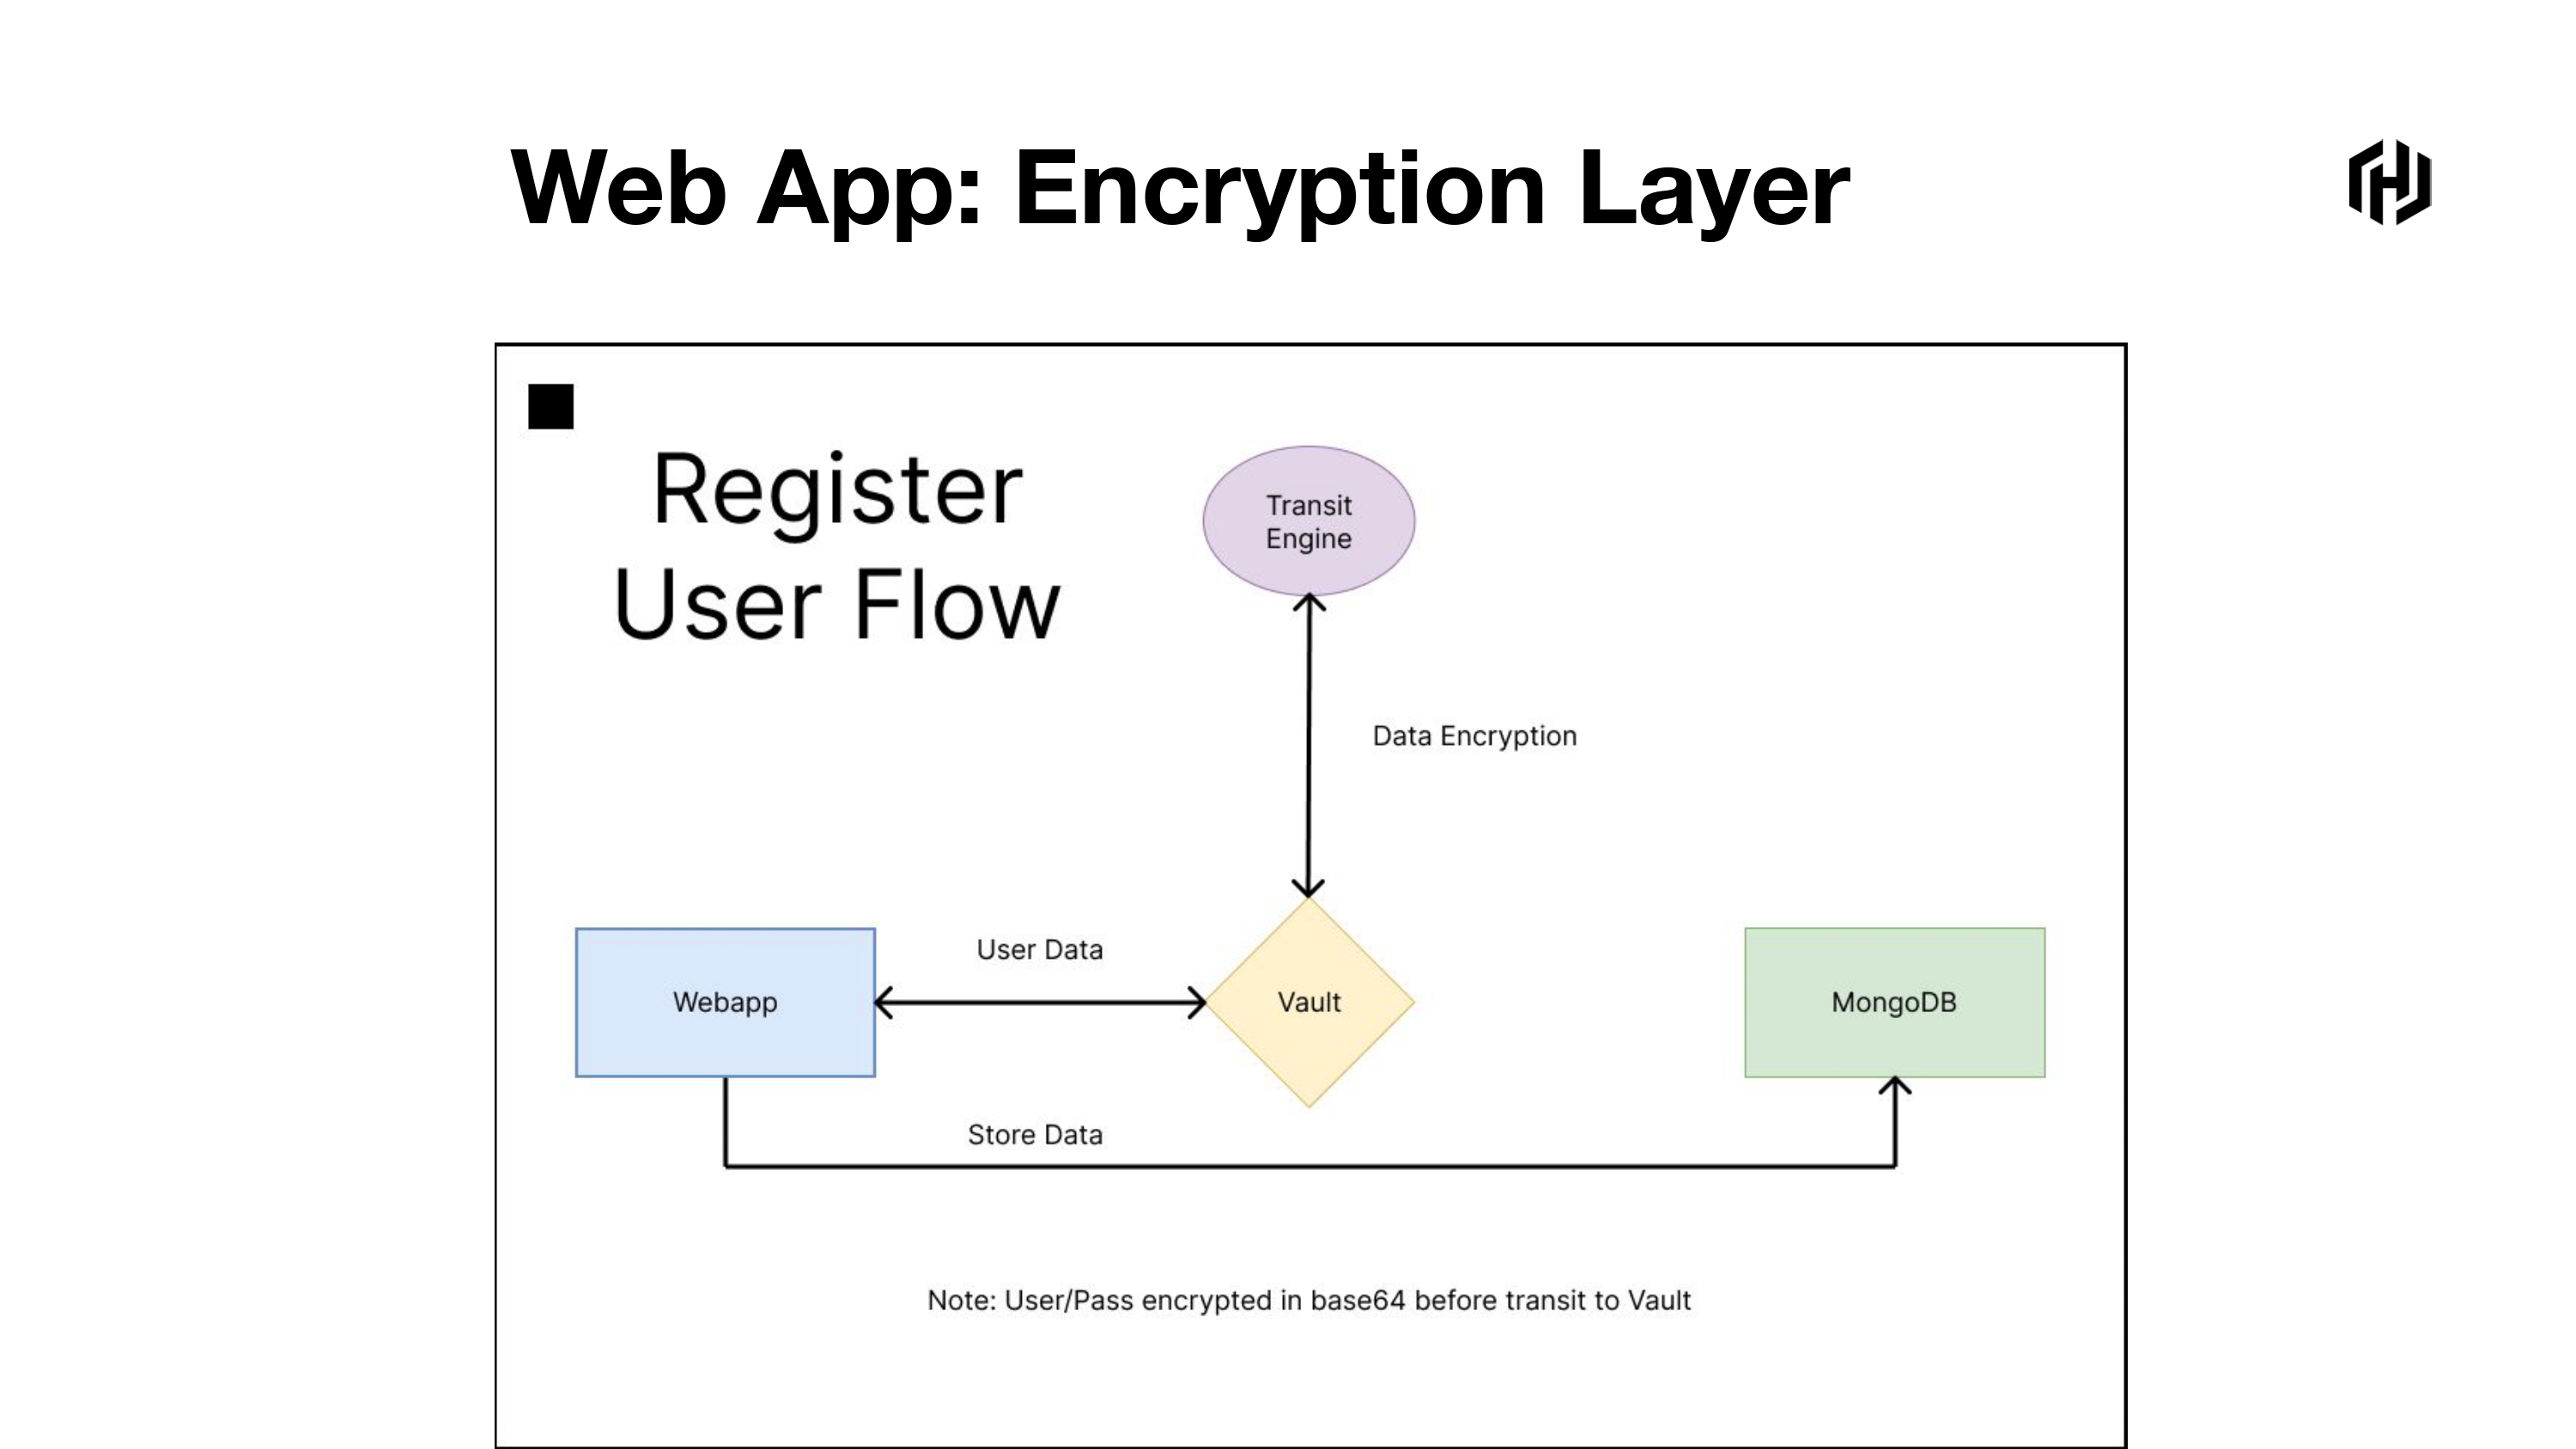 Web App: Encryption Layer
Register
User Flow
Transit
Engine
Data Encryption
User Data
Webapp
Vault
MongoDB
Store Data
Note: User/Pass encrypted in base64 before transit to Vault